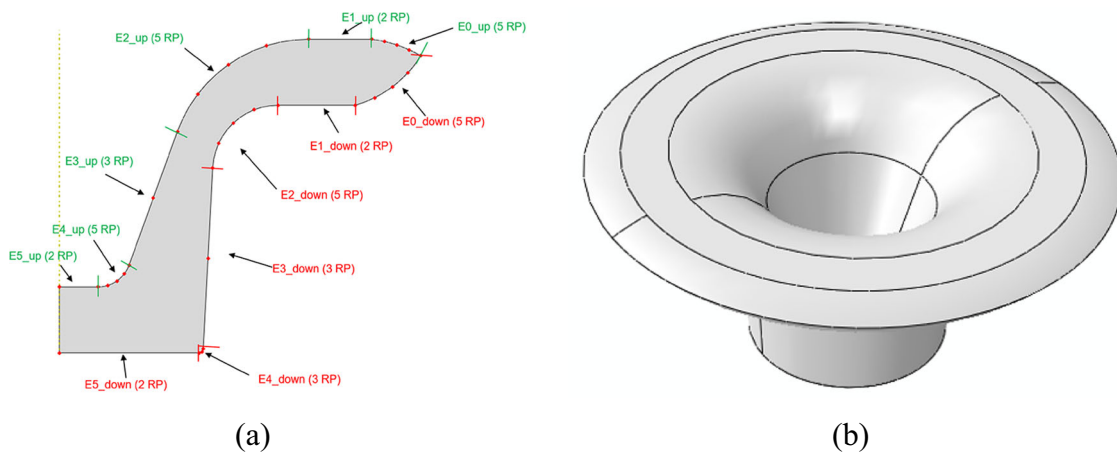 E1_up (2 RP)
E0_up (5 RP)
E2_up (5 RP)
E0_down (5 RP)
E1_down (2 RP)
E3_up (3 RP)
E2_down (5 RP)
E4_up (5 RP)
E5_up (2 RP)
E3_down (3 RP)
E4_down (3 RP)
E5_down (2 RP)
(a)
(b)